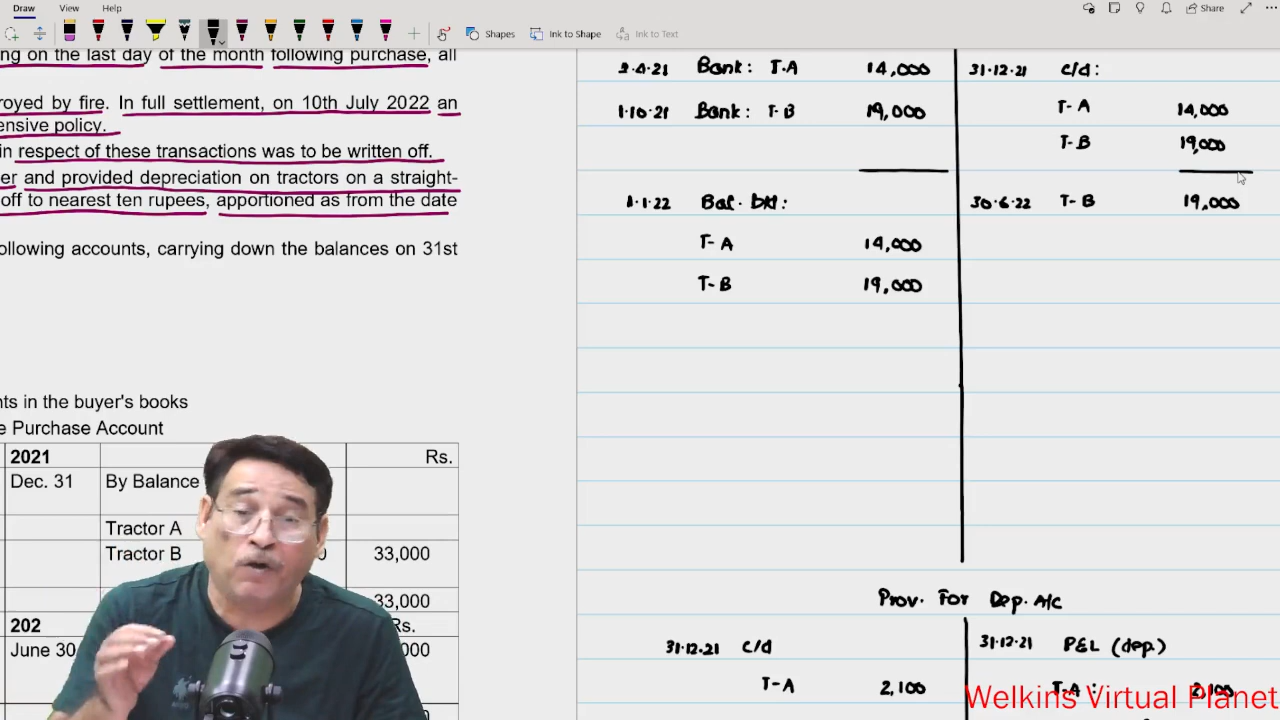 Draw View Help
Share
Shapes Ink to Shape Ink to Text
ng on the last day of the month following purchase, all
royed by fire. In full settlement, on 10th July 2022 an
ensive policy.
in respect of these transactions was to be written off.
er and provided depreciation on tractors on a straight-
off to nearest ten rupees, apportioned as from the date
ollowing accounts, carrying down the balances on 31st
nts in the buyer's books
e Purchase Account
2021 Rs.
Dec. 31 By Balance
Tractor A
Tractor B 0 33,000
33,000
202 Rs.
June 30 000
Bank: T.A 14,000 31.12.21 c/d:
1.10.21 Bank: T-B 19,000 T-A 14,000
T-B 19,000
1.1.22 Bal. b/d: 30.6.22 T-B 19,000
T-A 14,000
T-B 19,000
Prov. For Dep. A/c
31.12.21 c/d 31.12.21 P&L (dep.)
T-A 2,100 T-A: 2,100
Welkins Virtual Planet